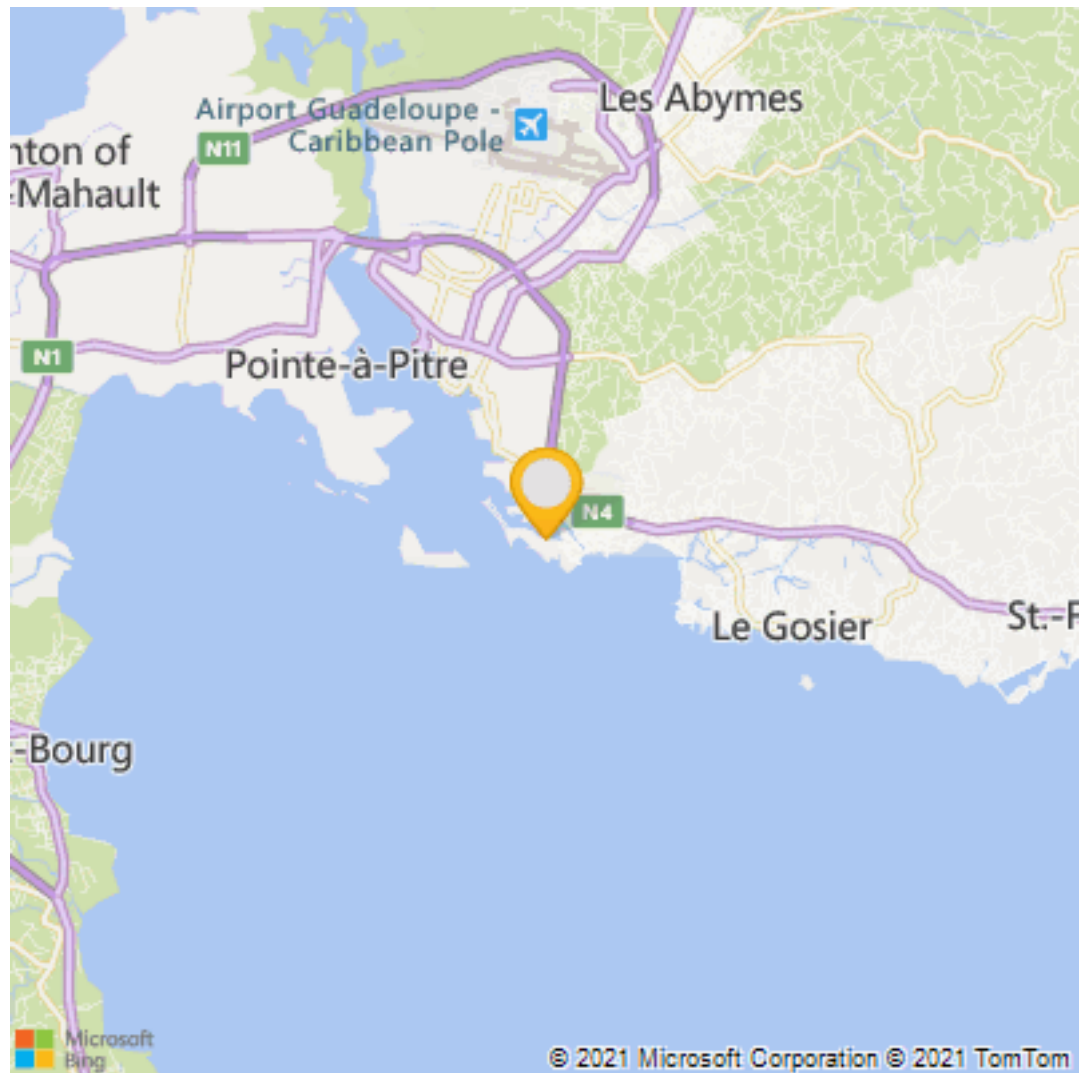 Les Abymes
Airport Guadeloupe -
Caribbean Pole
N11
nton of
-Mahault
N1
Pointe-à-Pitre
N4
St.-F
Le Gosier
-Bourg
Microsoft
Bing
© 2021 Microsoft Corporation © 2021 TomTom